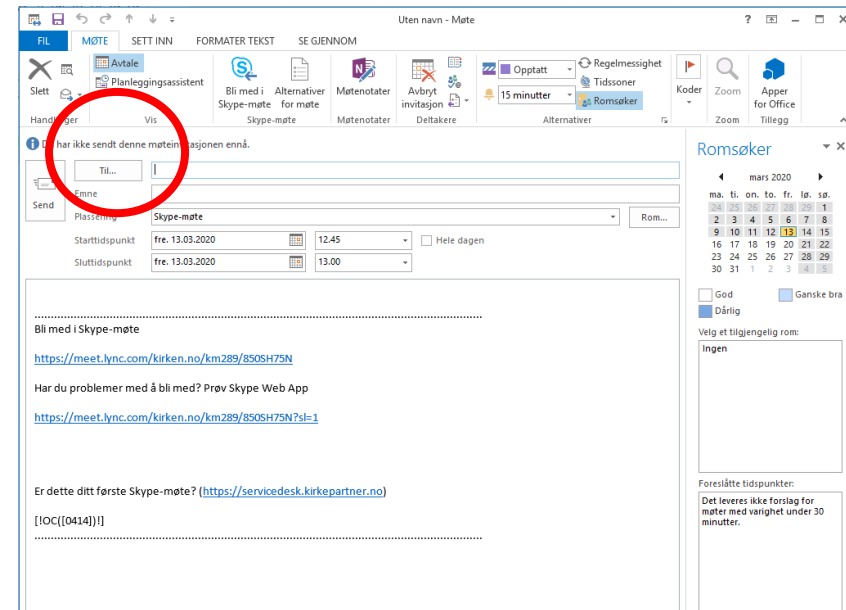 Uten navn - Møte
FIL MØTE SETT INN FORMATER TEKST SE GJENNOM
Slett
Avtale
Planleggingsassistent
Bli med i Skype-møte
Alternativer for møte
Møtenotater
Avbryt invitasjon
Opptatt
15 minutter
Regelmessighet
Tidssoner
Romsøker
Koder
Zoom
Apper for Office
Vis Skype-møte Møtenotater Deltakere Alternativer Zoom Tillegg
har ikke sendt denne møteinvitasjonen ennå.
Til...
Send
Emne
Plassering Skype-møte Rom...
Starttidspunkt fre. 13.03.2020 12.45 Hele dagen
Sluttidspunkt fre. 13.03.2020 13.00
Bli med i Skype-møte
https://meet.lync.com/kirken.no/km289/850SH75N
Har du problemer med å bli med? Prøv Skype Web App
https://meet.lync.com/kirken.no/km289/850SH75N?sl=1
Er dette ditt første Skype-møte? (https://servicedesk.kirkepartner.no)
[!OC([0414])!]
Romsøker
mars 2020
ma. ti. on. to. fr. lø. sø.
24 25 26 27 28 29 1
2 3 4 5 6 7 8
9 10 11 12 13 14 15
16 17 18 19 20 21 22
23 24 25 26 27 28 29
30 31 1 2 3 4 5
God Ganske bra
Dårlig
Velg et tilgjengelig rom:
Ingen
Foreslåtte tidspunkter:
Det leveres ikke forslag for
møter med varighet under 30
minutter.